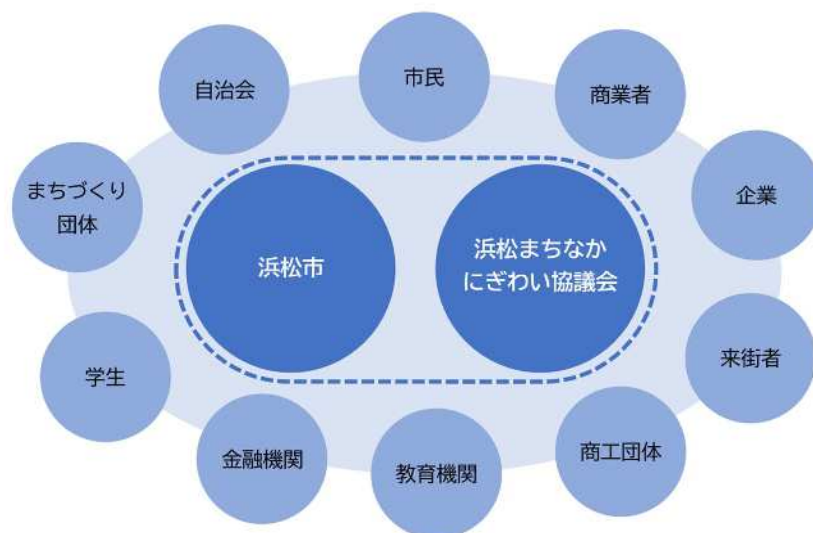 自治会
市民
商業者
まちづくり
団体
企業
浜松市
浜松まちなか
にぎわい協議会
学生
来街者
金融機関
教育機関
商工団体